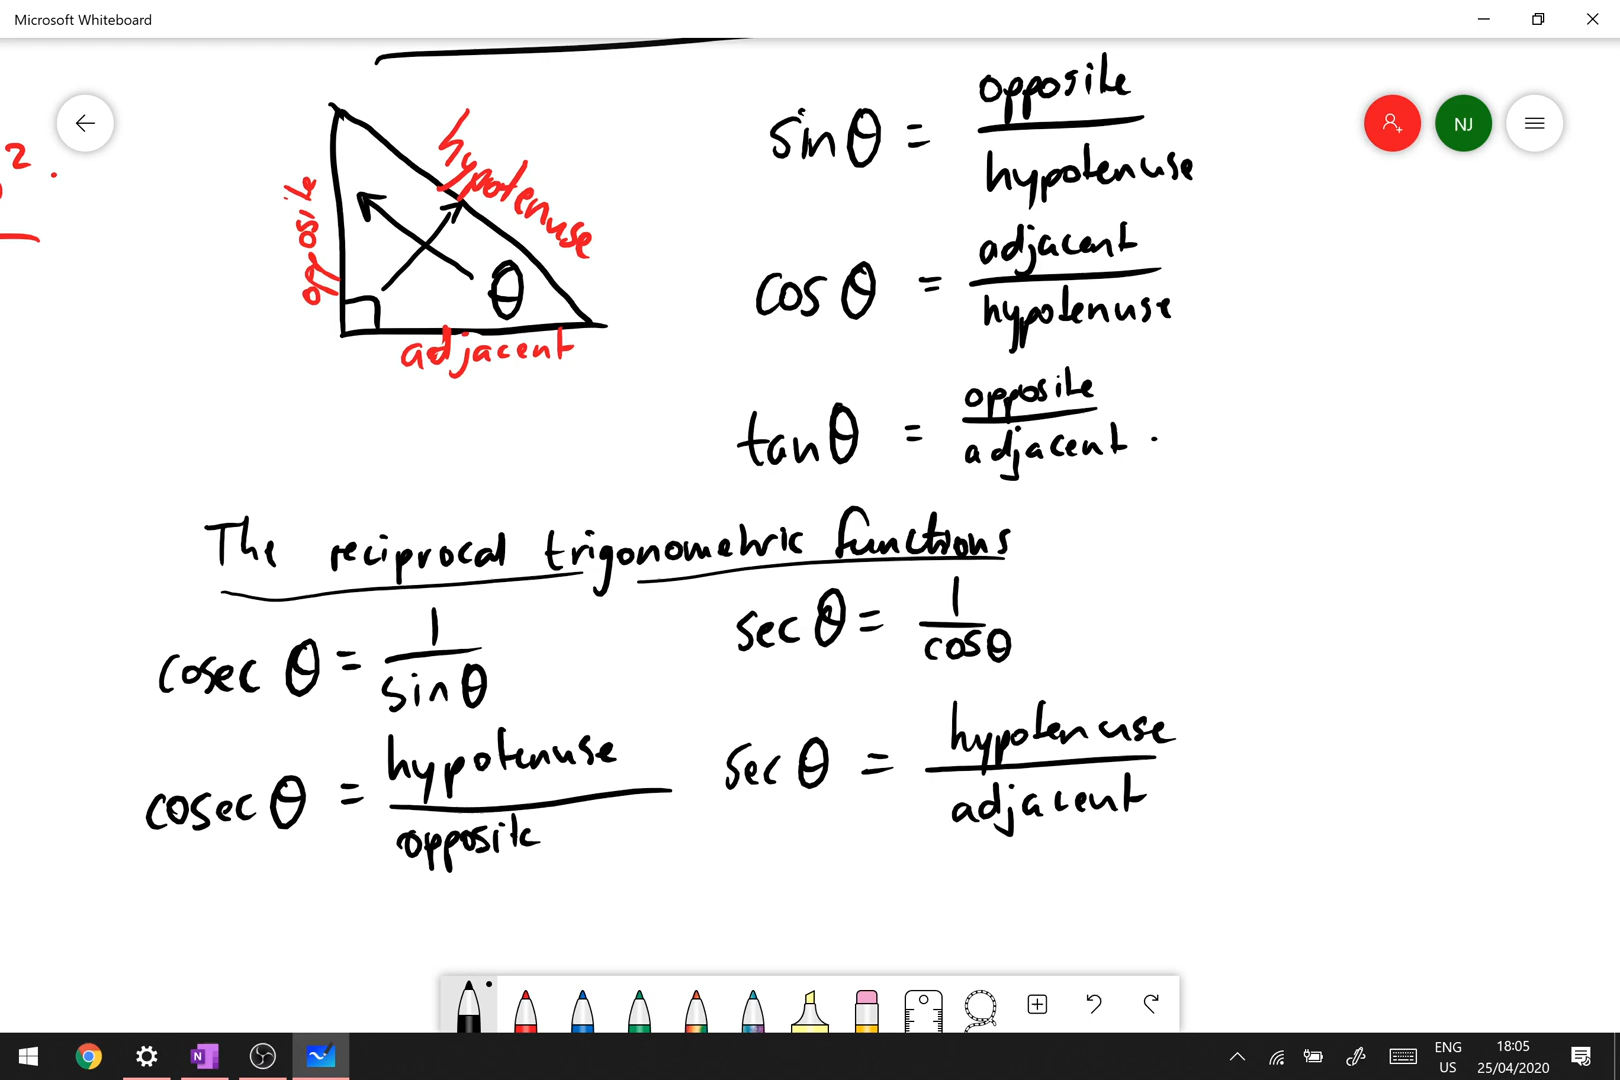 Microsoft Whiteboard
2 .
opposite
hypotenuse
θ
adjacent
sin θ = opposite / hypotenuse
cos θ = adjacent / hypotenuse
tan θ = opposite / adjacent .
The reciprocal trigonometric functions
cosec θ = 1 / sin θ
sec θ = 1 / cos θ
cosec θ = hypotenuse / opposite
sec θ = hypotenuse / adjacent
NJ
N
ENG
US
18:05
25/04/2020